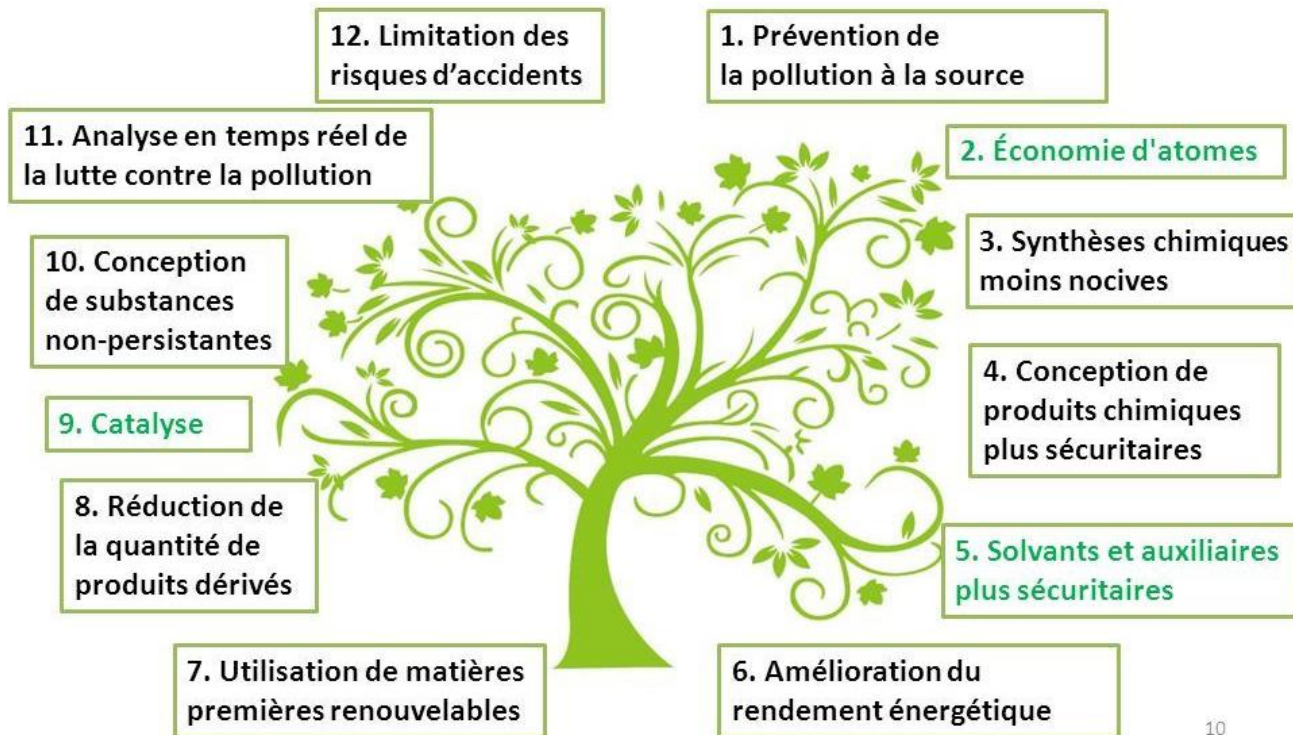 12. Limitation des
risques d’accidents
1. Prévention de
la pollution à la source
11. Analyse en temps réel de
la lutte contre la pollution
2. Économie d'atomes
3. Synthèses chimiques
moins nocives
10. Conception
de substances
non-persistantes
4. Conception de
produits chimiques
plus sécuritaires
9. Catalyse
8. Réduction de
la quantité de
produits dérivés
5. Solvants et auxiliaires
plus sécuritaires
7. Utilisation de matières
premières renouvelables
6. Amélioration du
rendement énergétique
10